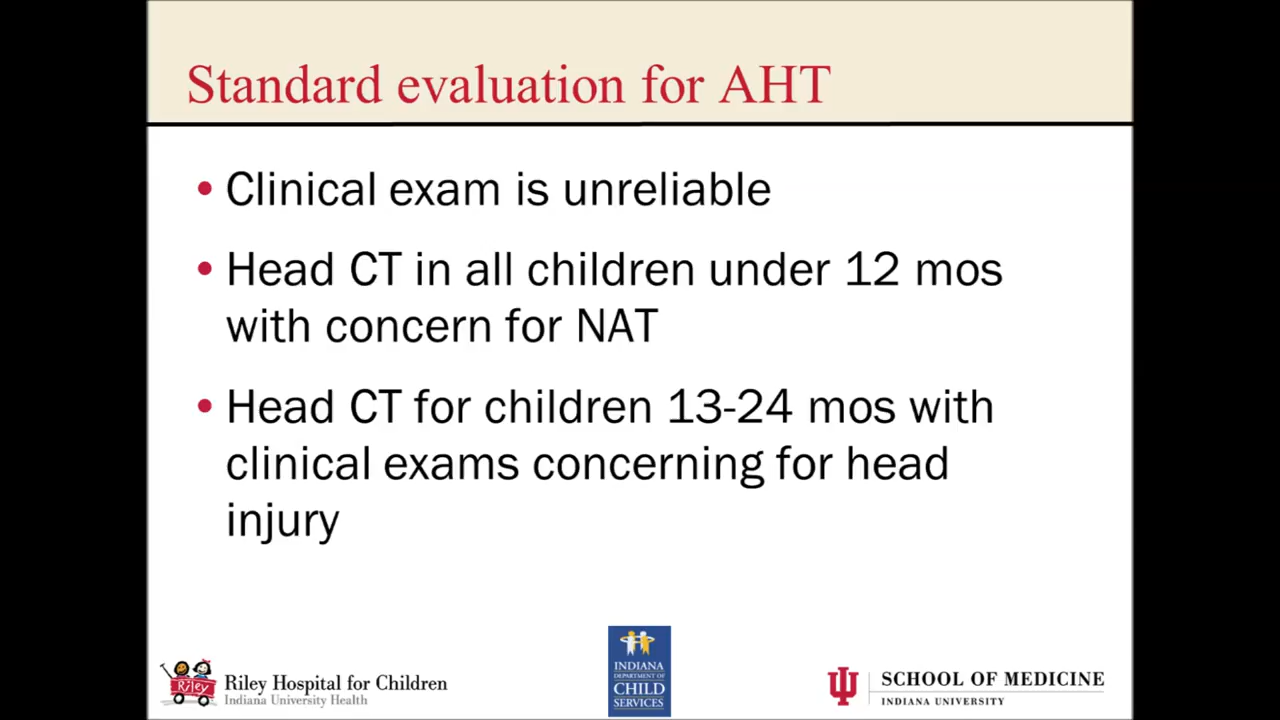 Standard evaluation for AHT
• Clinical exam is unreliable
• Head CT in all children under 12 mos
with concern for NAT
• Head CT for children 13-24 mos with
clinical exams concerning for head
injury
Riley
Riley Hospital for Children
Indiana University Health
INDIANA
DEPARTMENT OF
CHILD
SERVICES
SCHOOL OF MEDICINE
INDIANA UNIVERSITY